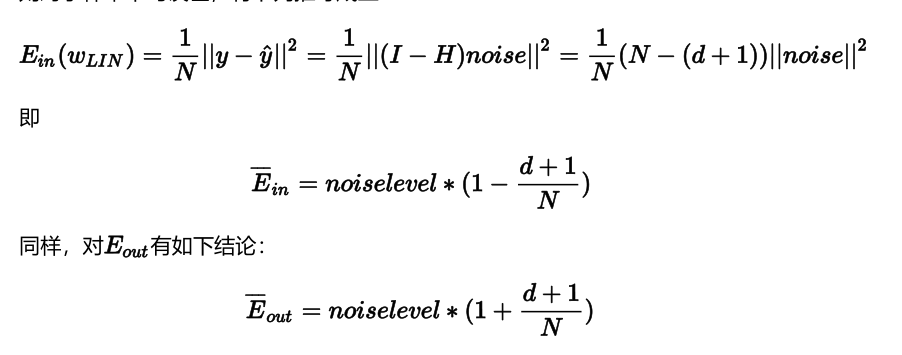 $E_{in}(w_{LIN}) = \frac{1}{N}||y - \hat{y}||^2 = \frac{1}{N}||(I - H)noise||^2 = \frac{1}{N}(N - (d + 1))||noise||^2$
即
$\overline{E}_{in} = noiselevel * (1 - \frac{d + 1}{N})$
同样，对$E_{out}$有如下结论：
$\overline{E}_{out} = noiselevel * (1 + \frac{d + 1}{N})$